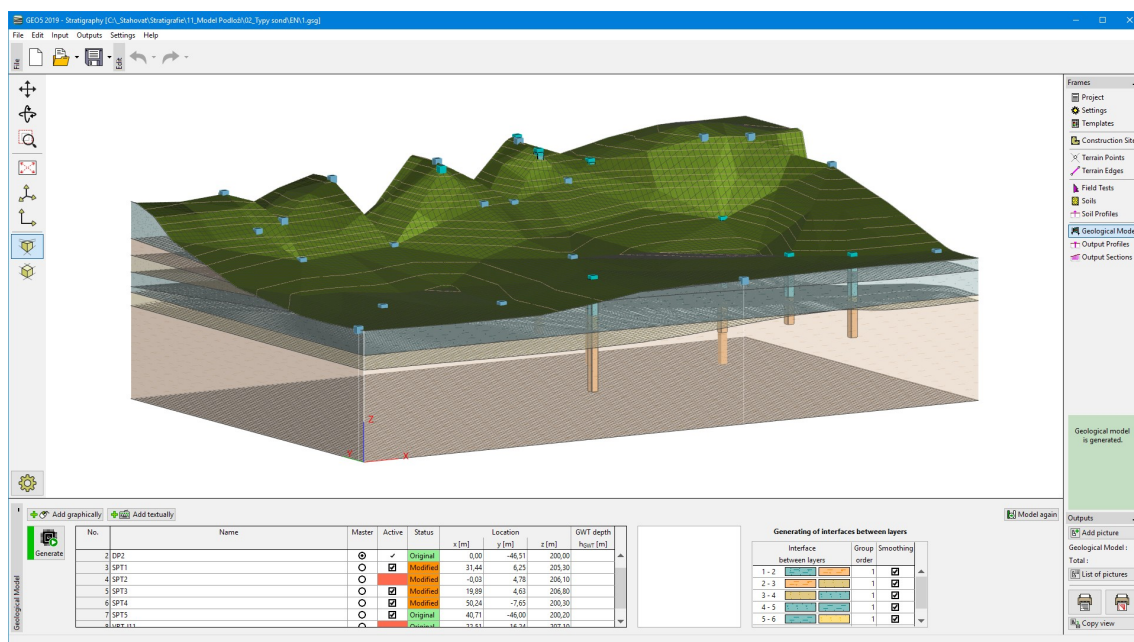 GEO5 2019 - Stratigraphy [C:\_Stahovat\Stratigrafie\11_Model Podloží\02_Typy sond\EN\1.gsg]
File Edit Input Outputs Settings Help
File
Edit
Frames
Project
Settings
Templates
Construction Site
Terrain Points
Terrain Edges
Field Tests
Soils
Soil Profiles
Geological Mode
Output Profiles
Output Sections
Z
Y
X
Geological model
is generated.
Add graphically Add textually
Model again
Generate
Geological Model
No. Name Master Active Status Location GWT depth
x [m] y [m] z [m] hGWT [m]
2 DP2 Original 0,00 -46,51 200,00
3 SPT1 Modified 31,44 6,25 205,30
4 SPT2 Modified -0,03 4,78 206,10
5 SPT3 Modified 19,89 4,63 206,80
6 SPT4 Modified 50,24 -7,65 200,30
7 SPT5 Original 40,71 -46,00 200,20
Generating of interfaces between layers
Interface Group Smoothing
between layers order
1 - 2 1
2 - 3 1
3 - 4 1
4 - 5 1
5 - 6 1
Outputs
Add picture
Geological Model :
Total :
List of pictures
Copy view